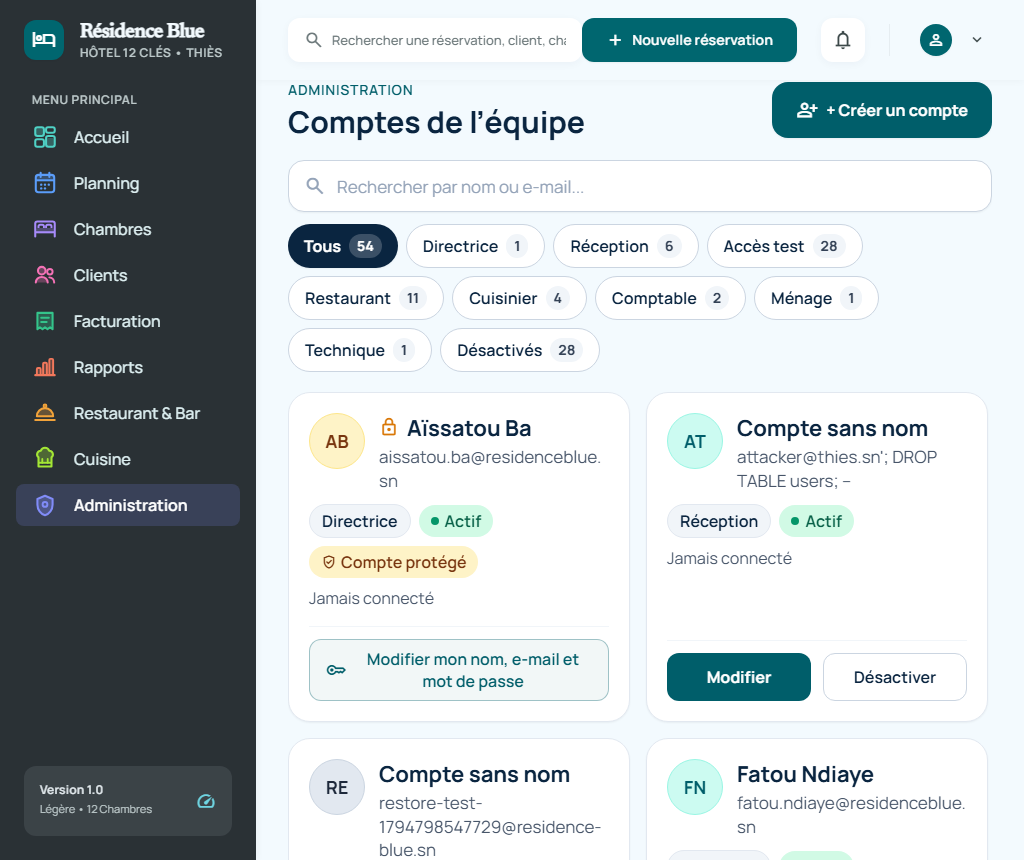 Résidence Blue
HÔTEL 12 CLÉS • THIÈS
MENU PRINCIPAL
Accueil
Planning
Chambres
Clients
Facturation
Rapports
Restaurant & Bar
Cuisine
Administration
Version 1.0
Légère • 12 Chambres
Rechercher une réservation, client, cha
+ Nouvelle réservation
ADMINISTRATION
Comptes de l’équipe
+ Créer un compte
Rechercher par nom ou e-mail...
Tous 54
Directrice 1
Réception 6
Accès test 28
Restaurant 11
Cuisinier 4
Comptable 2
Ménage 1
Technique 1
Désactivés 28
AB
Aïssatou Ba
aissatou.ba@residenceblue.
sn
Directrice
Actif
Compte protégé
Jamais connecté
Modifier mon nom, e-mail et
mot de passe
AT
Compte sans nom
attacker@thies.sn'; DROP
TABLE users; –
Réception
Actif
Jamais connecté
Modifier
Désactiver
RE
Compte sans nom
restore-test-
1794798547729@residence-
blue.sn
FN
Fatou Ndiaye
fatou.ndiaye@residenceblue.
sn